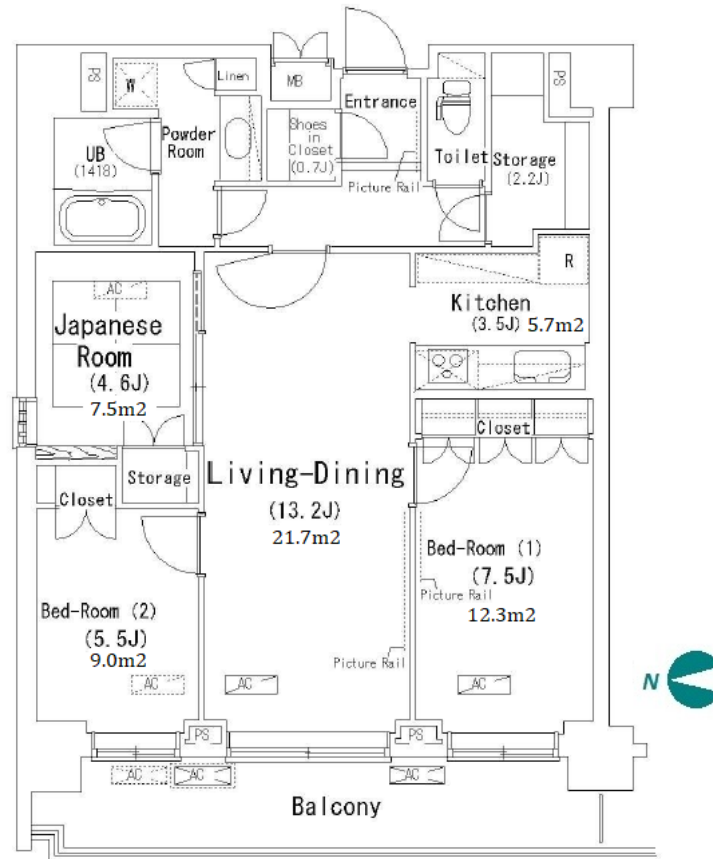 PS
W
Linen
MB
Entrance
PS
Powder
Room
Shoes
in
Closet
(0.7J)
Toilet
Storage
(2.2J)
UB
(1418)
Picture Rail
AC
R
Kitchen
(3.5J) 5.7m2
Japanese
Room
(4.6J)
7.5m2
Closet
Storage
Living-Dining
(13.2J)
21.7m2
Closet
Bed-Room (1)
(7.5J)
12.3m2
Picture Rail
Bed-Room (2)
(5.5J)
9.0m2
Picture Rail
AC
AC
AC
N
PS
PS
AC
AC
AC
Balcony